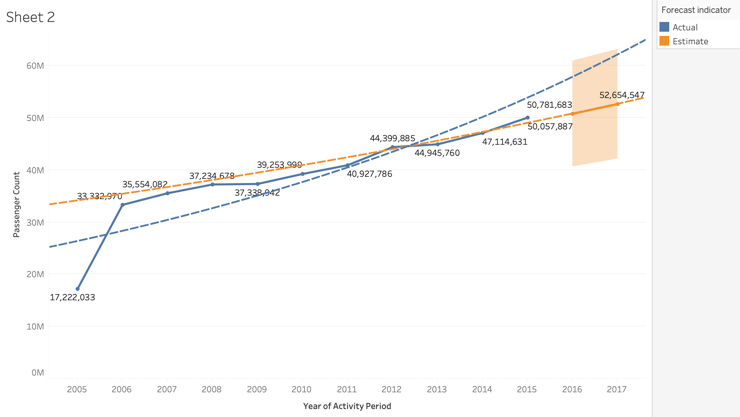 Sheet 2
Forecast indicator
Actual
Estimate
Passenger Count
60M
50M
40M
30M
20M
10M
0M
17,222,033
33,332,970
35,554,082
37,234,678
37,338,942
39,253,999
40,927,786
44,399,885
44,945,760
47,114,631
50,057,887
50,781,683
52,654,547
2005 2006 2007 2008 2009 2010 2011 2012 2013 2014 2015 2016 2017
Year of Activity Period